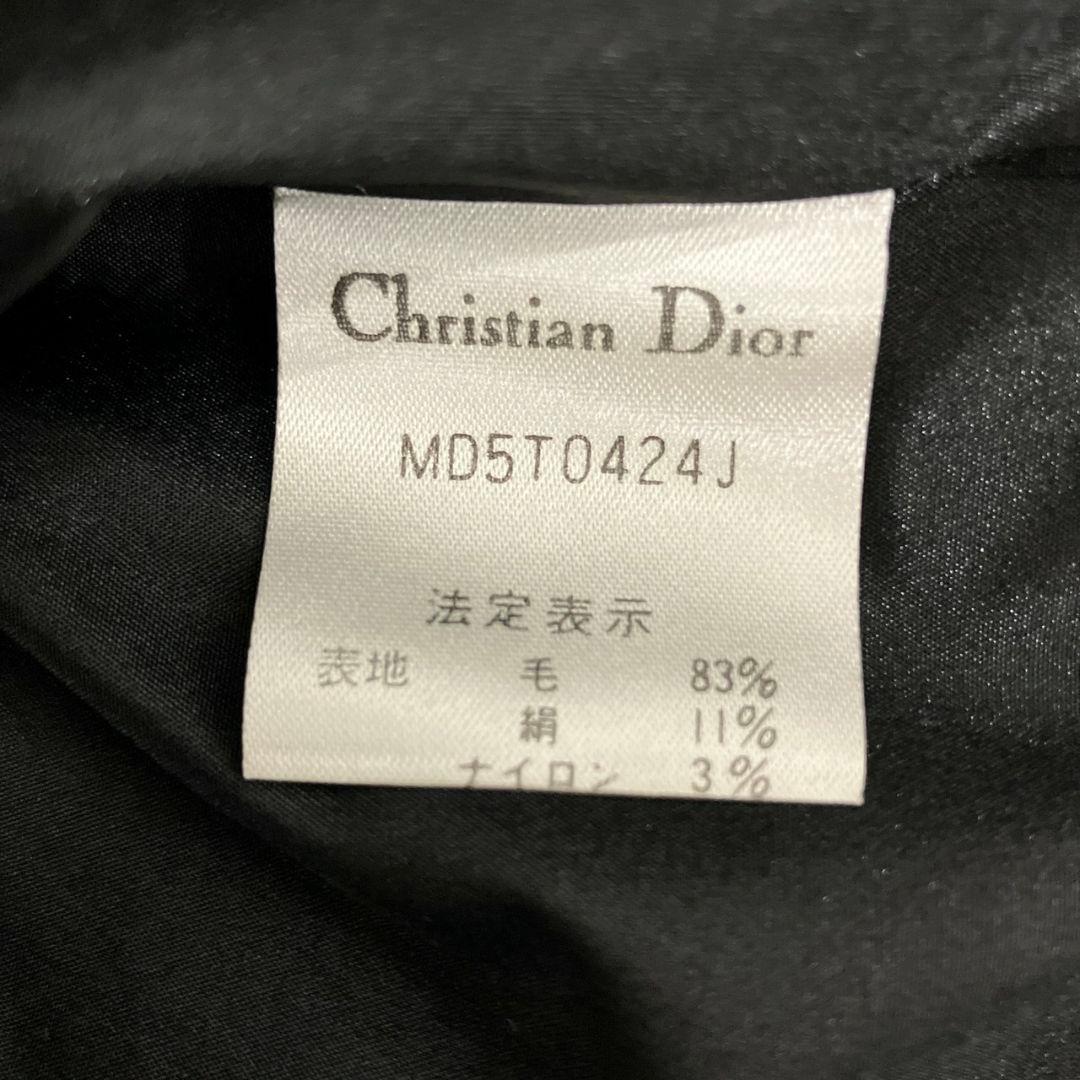 Christian Dior
MD5T0424J
法定表示
表地 毛 83%
絹 11%
ナイロン 3%